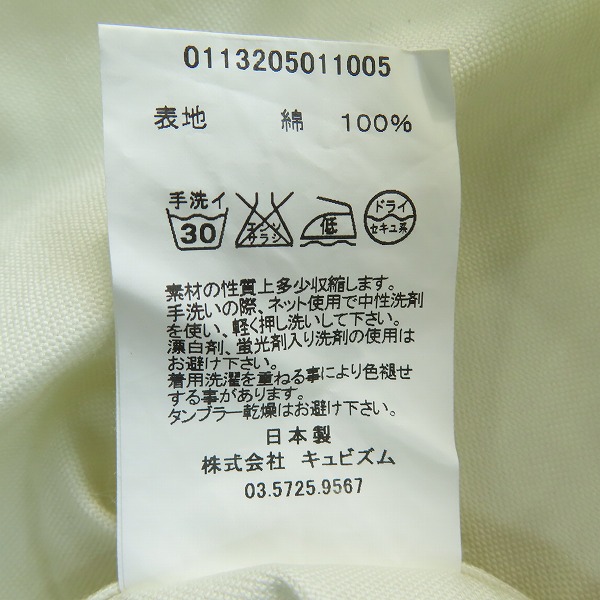 0113205011005
表地 綿 100%
手洗イ
30
エンソ
サラシ
低
ドライ
セキユ系
素材の性質上多少収縮します。
手洗いの際、ネット使用で中性洗剤
を使い、軽く押し洗いして下さい。
漂白剤、蛍光剤入り洗剤の使用は
お避け下さい。
着用洗濯を重ねる事により色褪せ
する事があります。
タンブラー乾燥はお避け下さい。
日本製
株式会社 キュビズム
03.5725.9567